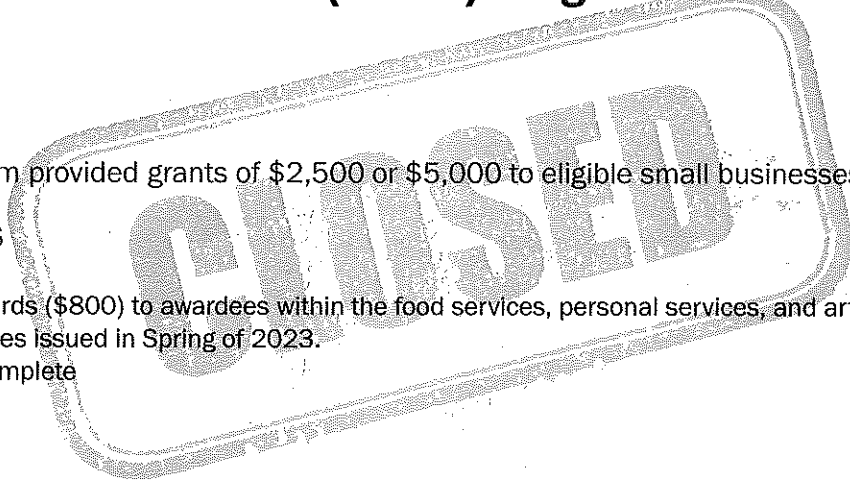 m provided grants of $2,500 or $5,000 to eligible small businesses
CLOSED
rds ($800) to awardees within the food services, personal services, and ar
es issued in Spring of 2023.
mplete